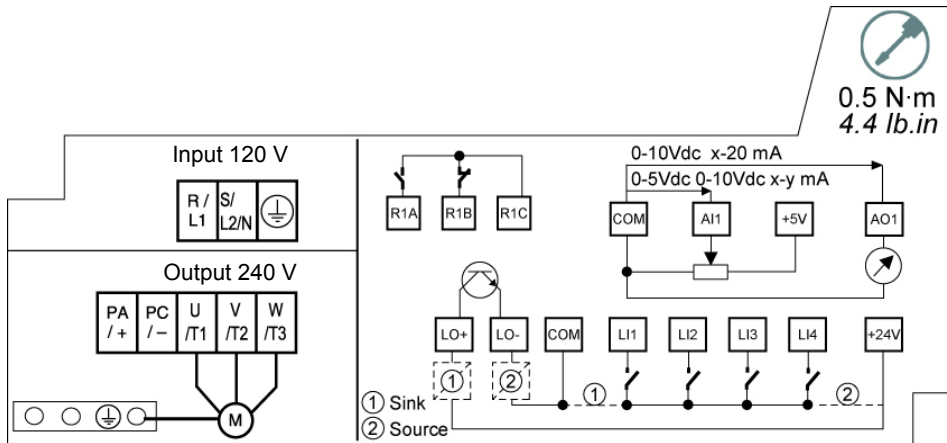 0.5 N·m
4.4 lb.in
Input 120 V
R / L1
S/ L2/N
Output 240 V
PA / +
PC / –
U /T1
V /T2
W /T3
M
R1A
R1B
R1C
0-10Vdc x-20 mA
0-5Vdc 0-10Vdc x-y mA
COM
AI1
+5V
AO1
LO+
LO-
COM
LI1
LI2
LI3
LI4
+24V
①
②
①
②
① Sink
② Source